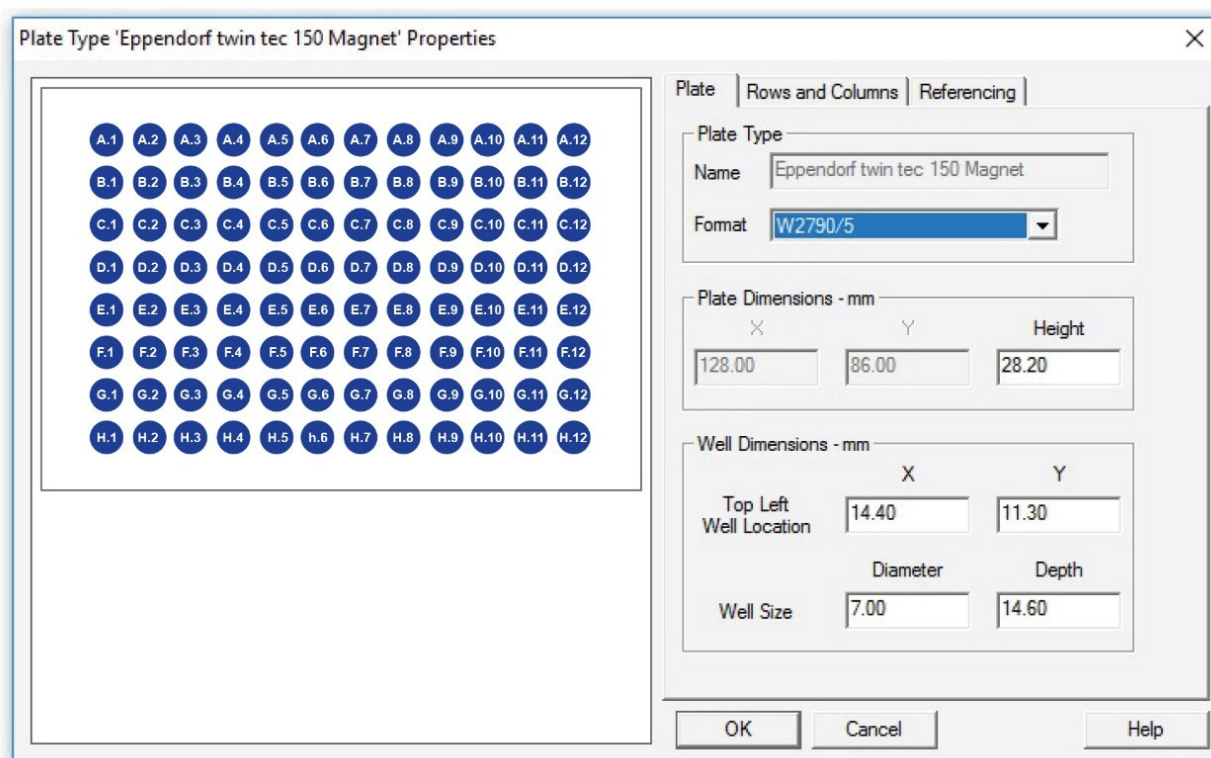 Plate Type 'Eppendorf twin tec 150 Magnet' Properties
A.1 A.2 A.3 A.4 A.5 A.6 A.7 A.8 A.9 A.10 A.11 A.12
B.1 B.2 B.3 B.4 B.5 B.6 B.7 B.8 B.9 B.10 B.11 B.12
C.1 C.2 C.3 C.4 C.5 C.6 C.7 C.8 C.9 C.10 C.11 C.12
D.1 D.2 D.3 D.4 D.5 D.6 D.7 D.8 D.9 D.10 D.11 D.12
E.1 E.2 E.3 E.4 E.5 E.6 E.7 E.8 E.9 E.10 E.11 E.12
F.1 F.2 F.3 F.4 F.5 F.6 F.7 F.8 F.9 F.10 F.11 F.12
G.1 G.2 G.3 G.4 G.5 G.6 G.7 G.8 G.9 G.10 G.11 G.12
H.1 H.2 H.3 H.4 H.5 h.6 H.7 H.8 H.9 H.10 H.11 H.12
Plate Rows and Columns Referencing
Plate Type
Name Eppendorf twin tec 150 Magnet
Format W2790/5
Plate Dimensions - mm
X Y Height
128.00 86.00 28.20
Well Dimensions - mm
X Y
Top Left
Well Location
14.40 11.30
Diameter Depth
Well Size 7.00 14.60
OK Cancel Help